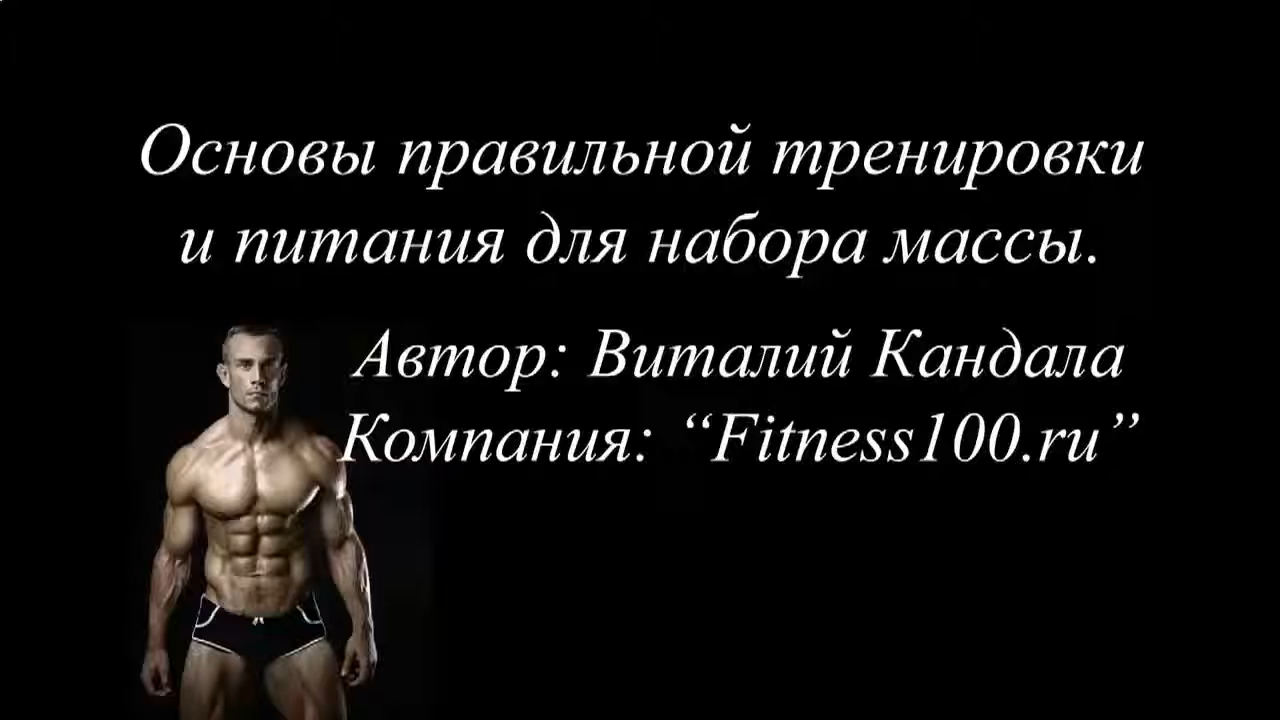 Основы правильной тренировки
и питания для набора массы.
Автор: Виталий Кандала
Компания: “Fitness100.ru”